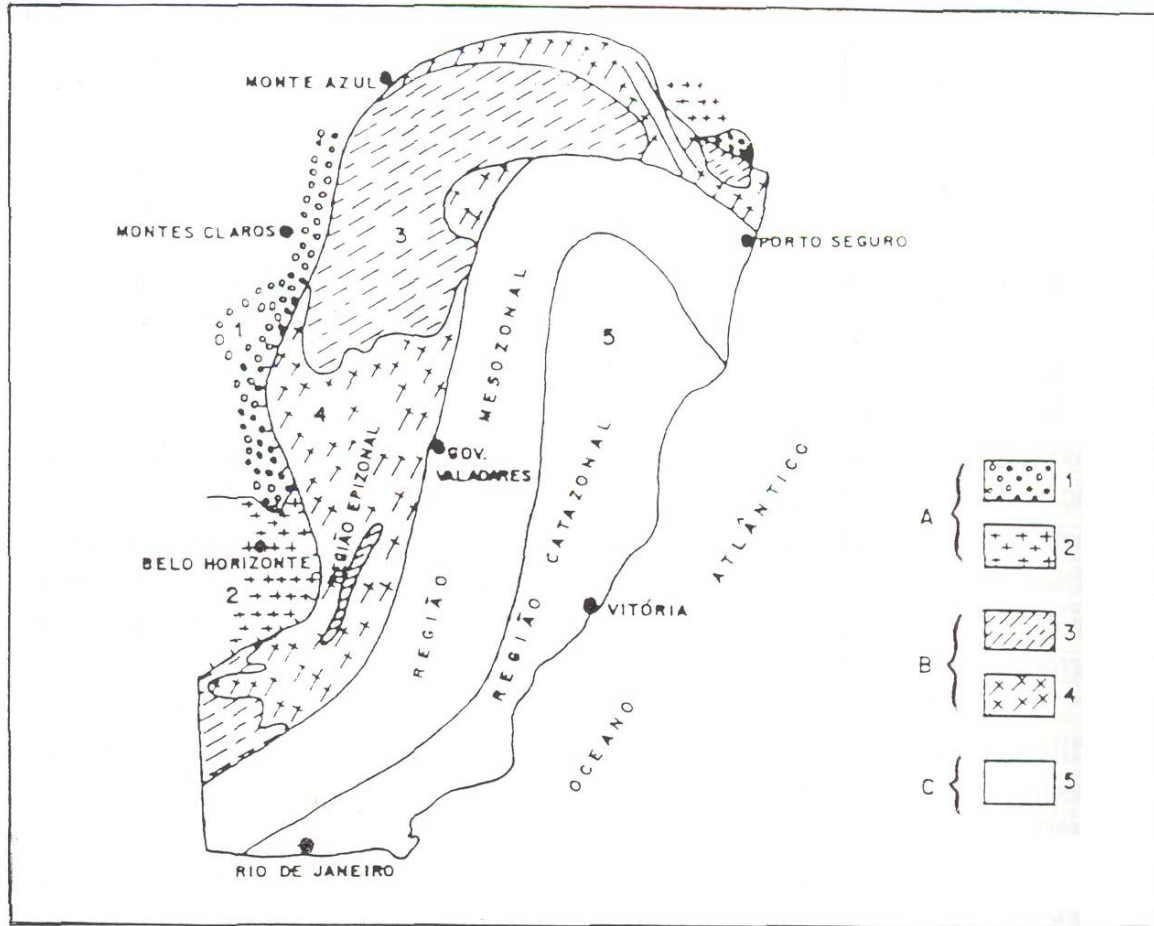 MONTE AZUL
MONTES CLAROS
3
PORTO SEGURO
1
5
MESOZONAL
4
GOV.
VALADARES
REGIÃO EPIZONAL
CATAZONAL
ATLÂNTICO
BELO HORIZONTE
2
VITÓRIA
REGIÃO
REGIÃO
OCEANO
RIO DE JANEIRO
A
1
2
B
3
4
C
5